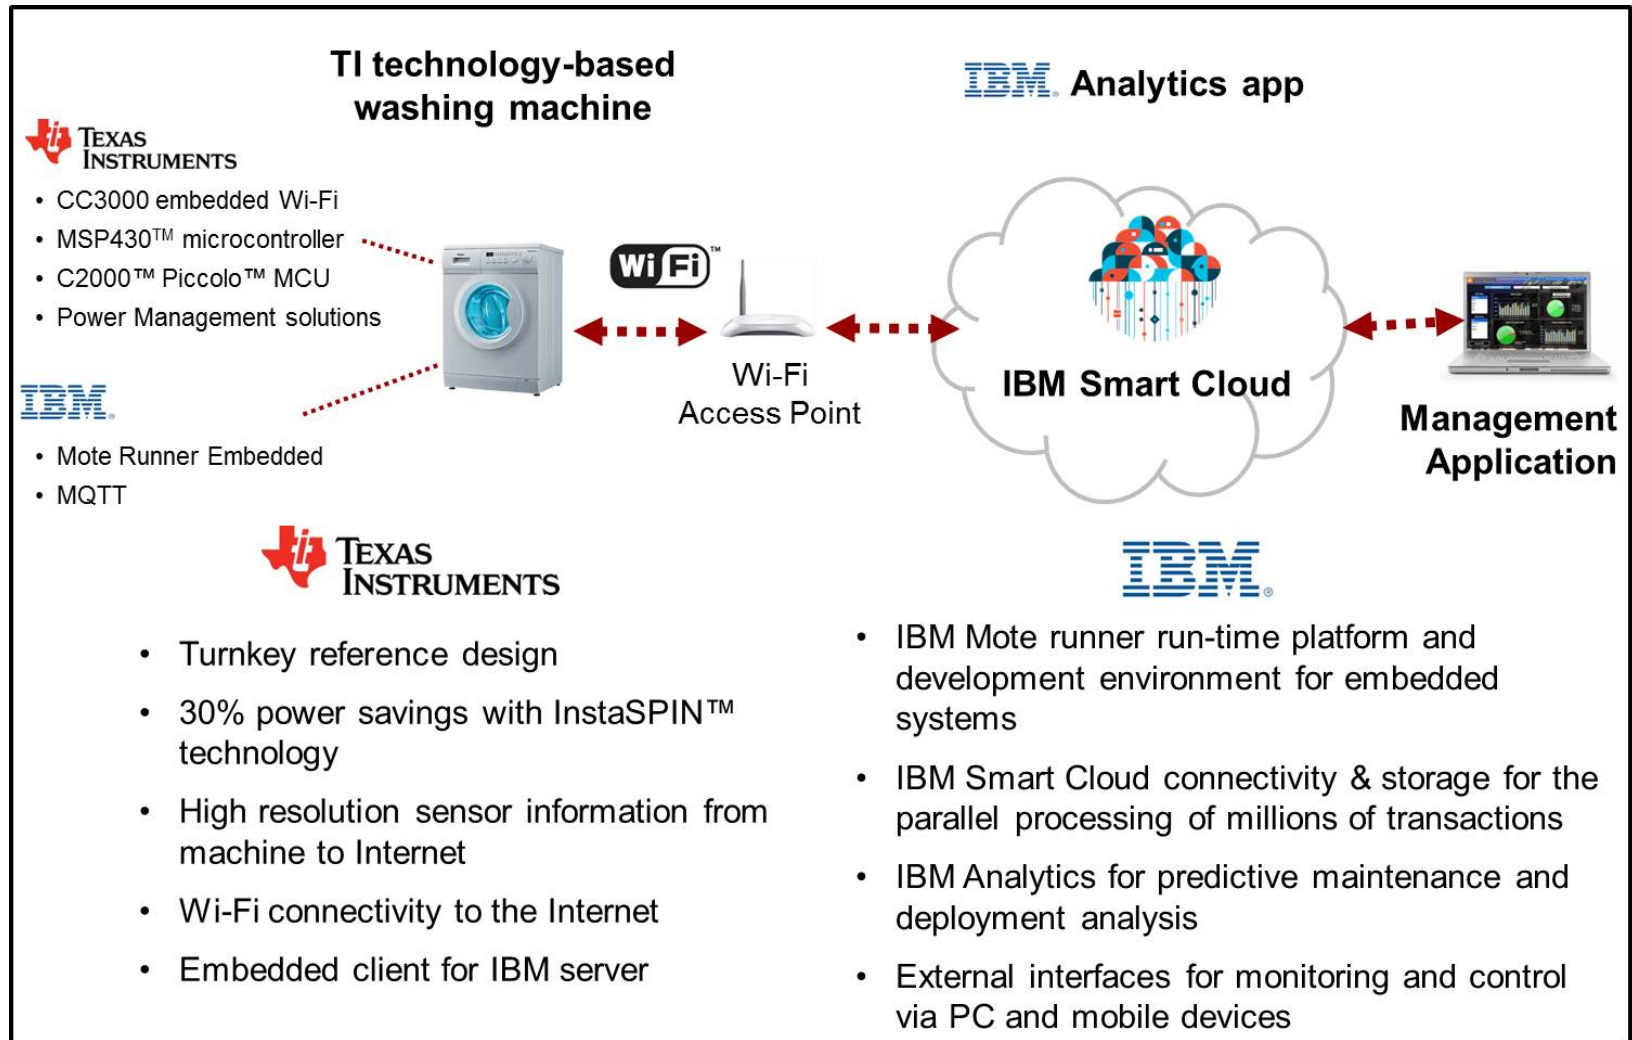 TI technology-based
washing machine
IBM® Analytics app
TEXAS
INSTRUMENTS
• CC3000 embedded Wi-Fi
• MSP430™ microcontroller
• C2000™ Piccolo™ MCU
• Power Management solutions
IBM®
• Mote Runner Embedded
• MQTT
Wi Fi™
Wi-Fi
Access Point
IBM Smart Cloud
Management
Application
TEXAS
INSTRUMENTS
• Turnkey reference design
• 30% power savings with InstaSPIN™
technology
• High resolution sensor information from
machine to Internet
• Wi-Fi connectivity to the Internet
• Embedded client for IBM server
IBM®
• IBM Mote runner run-time platform and
development environment for embedded
systems
• IBM Smart Cloud connectivity & storage for the
parallel processing of millions of transactions
• IBM Analytics for predictive maintenance and
deployment analysis
• External interfaces for monitoring and control
via PC and mobile devices